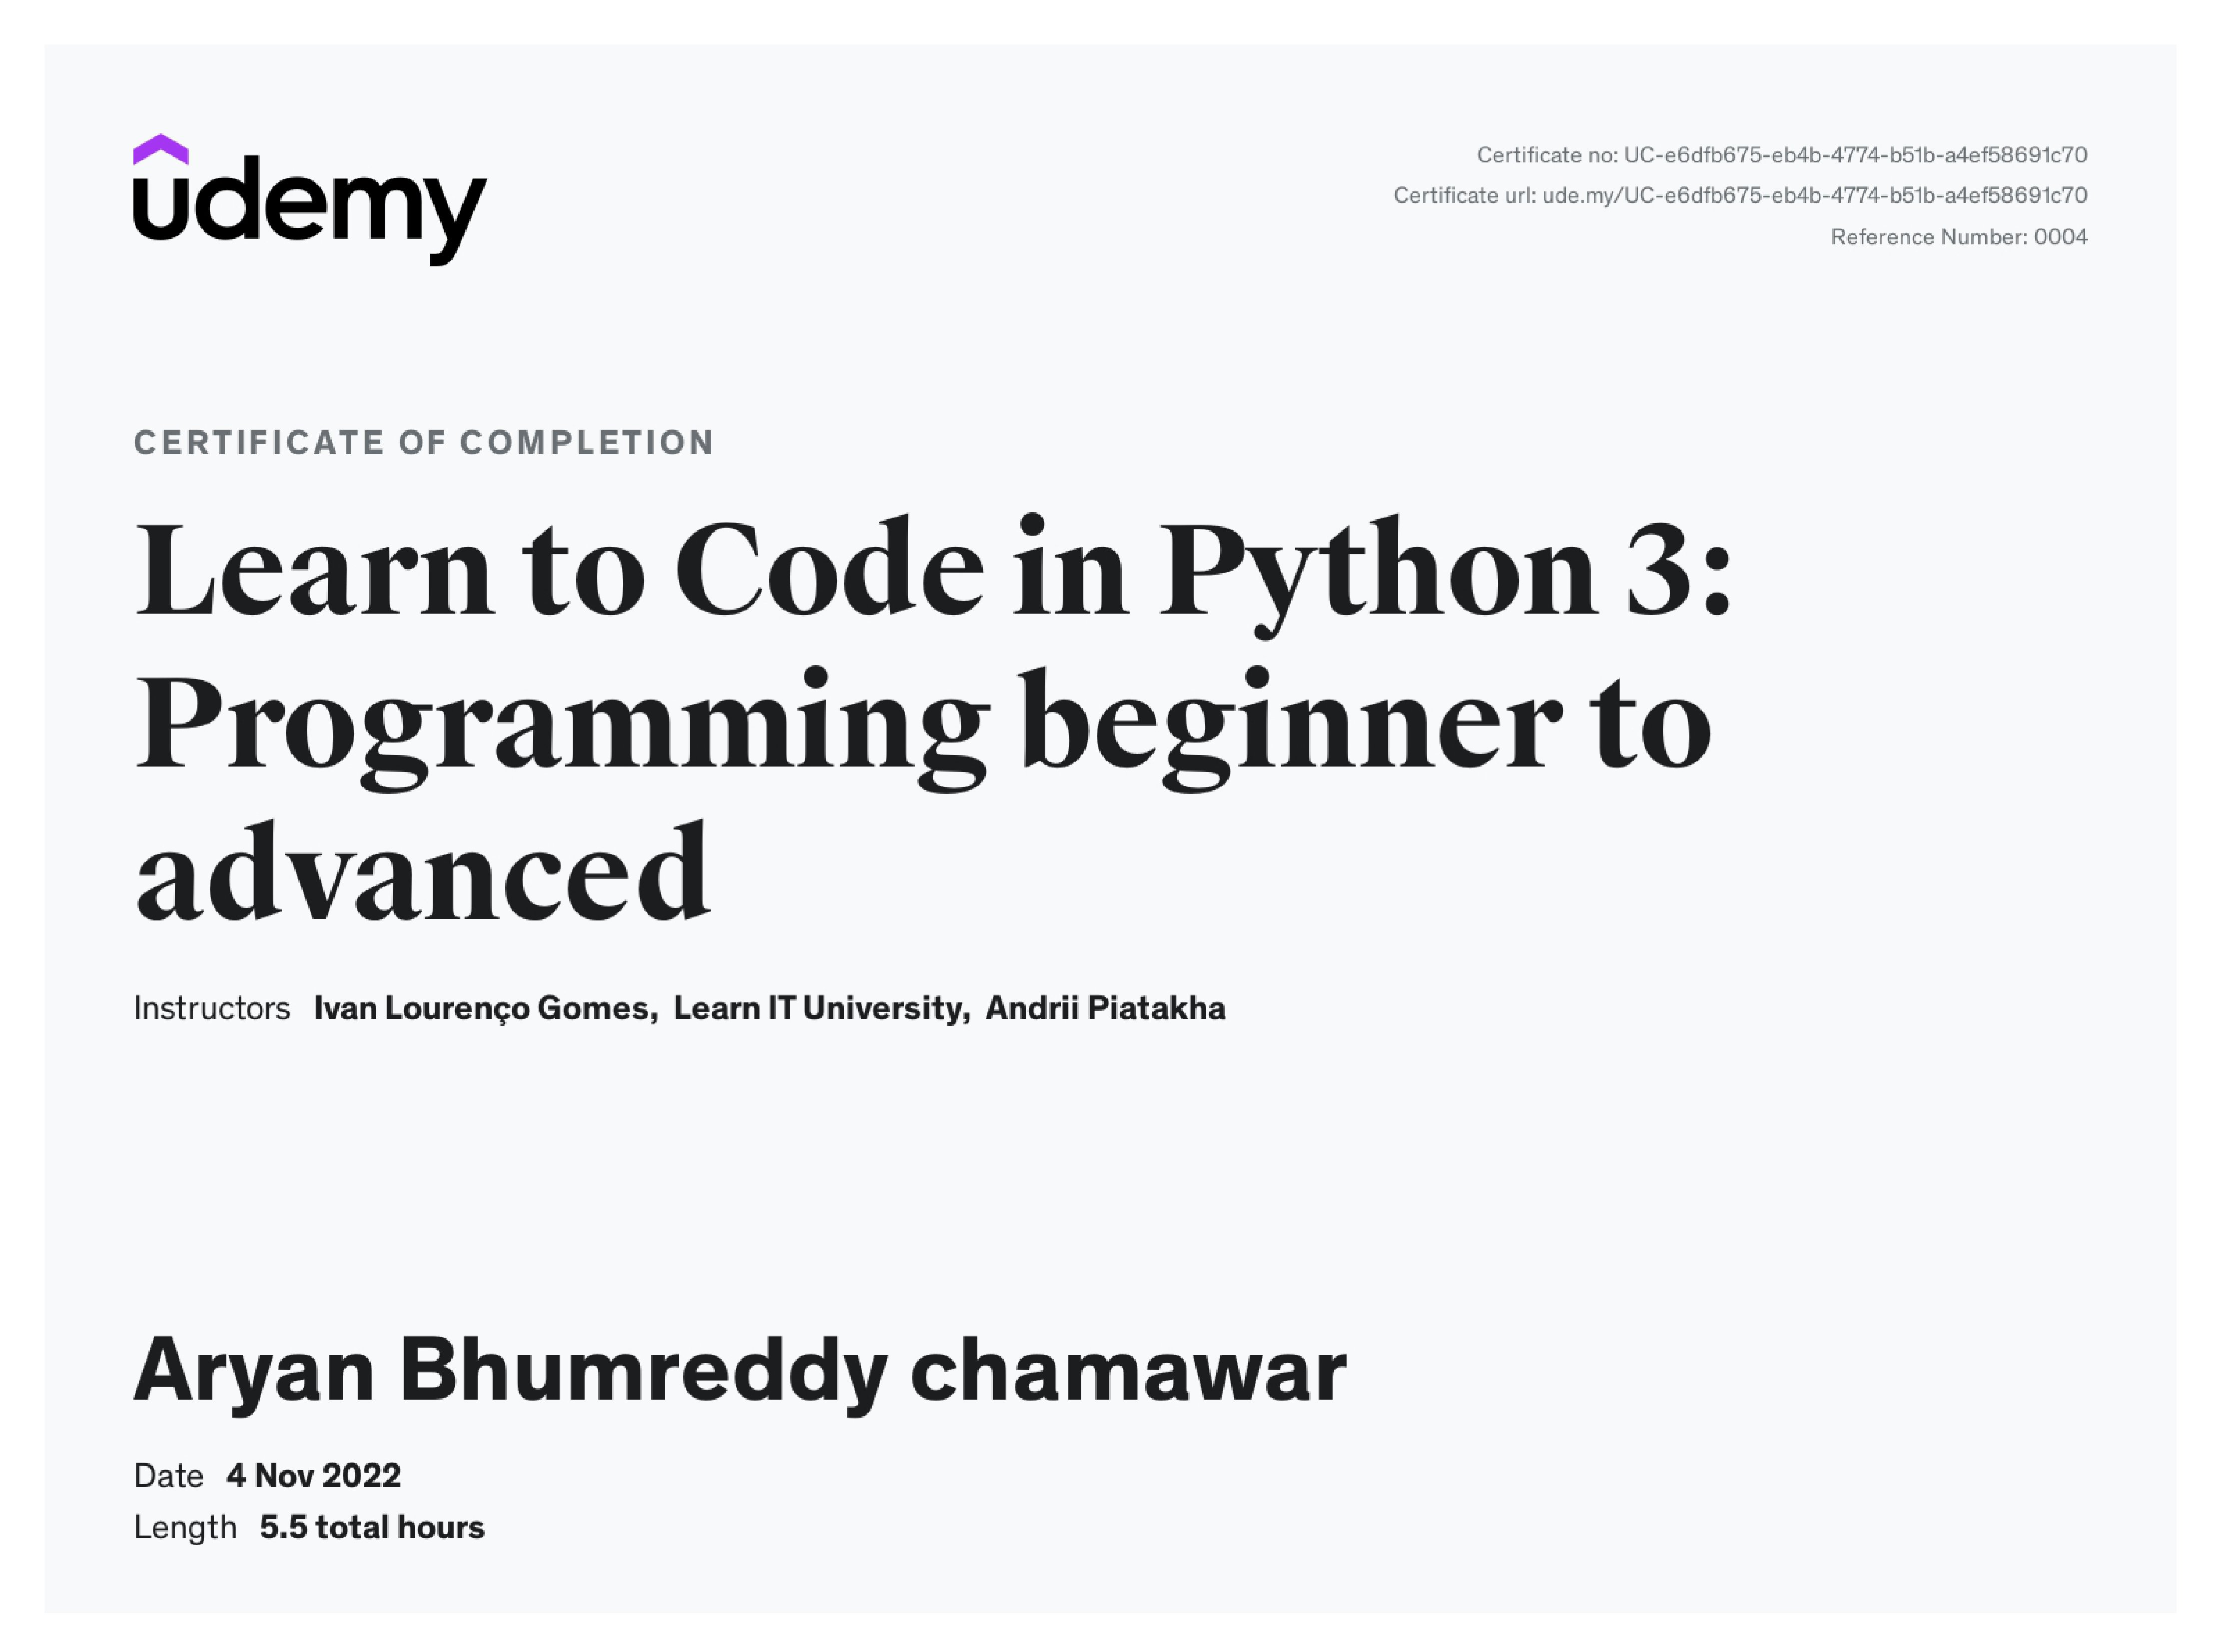 udemy
Certificate no: UC-e6dfb675-eb4b-4774-b51b-a4ef58691c70
Certificate url: ude.my/UC-e6dfb675-eb4b-4774-b51b-a4ef58691c70
Reference Number: 0004
CERTIFICATE OF COMPLETION
Learn to Code in Python 3:
Programming beginner to
advanced
Instructors Ivan Lourenço Gomes, Learn IT University, Andrii Piatakha
Aryan Bhumreddy chamawar
Date 4 Nov 2022
Length 5.5 total hours